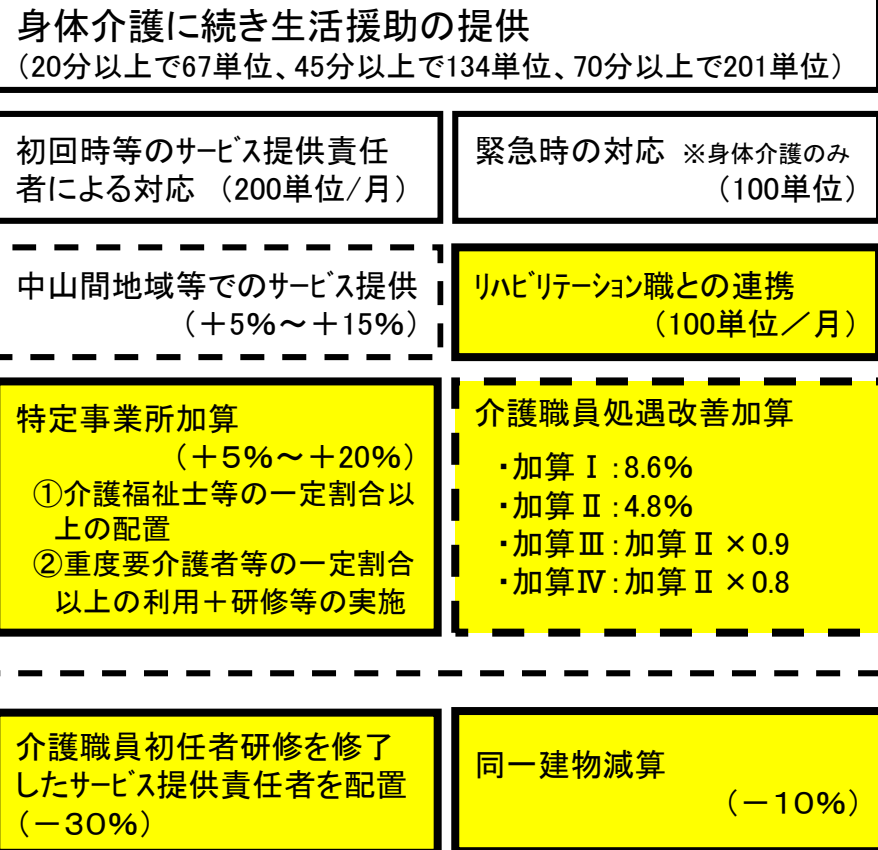 身体介護に続き生活援助の提供
（20分以上で67単位、45分以上で134単位、70分以上で201単位）
初回時等のｻｰﾋﾞｽ提供責任
者による対応 （200単位/月）
緊急時の対応 ※身体介護のみ
（100単位）
中山間地域等でのｻｰﾋﾞｽ提供
（＋5％～＋15％）
ﾘﾊﾋﾞﾘﾃｰｼｮﾝ職との連携
（100単位／月）
特定事業所加算
（＋５％～＋20％）
①介護福祉士等の一定割合以
上の配置
②重度要介護者等の一定割合
以上の利用＋研修等の実施
介護職員処遇改善加算
・加算Ⅰ：8.6％
・加算Ⅱ：4.8％
・加算Ⅲ：加算Ⅱ×0.9
・加算Ⅳ：加算Ⅱ×0.8
介護職員初任者研修を修了
したｻｰﾋﾞｽ提供責任者を配置
（－30％）
同一建物減算
（－１０％）